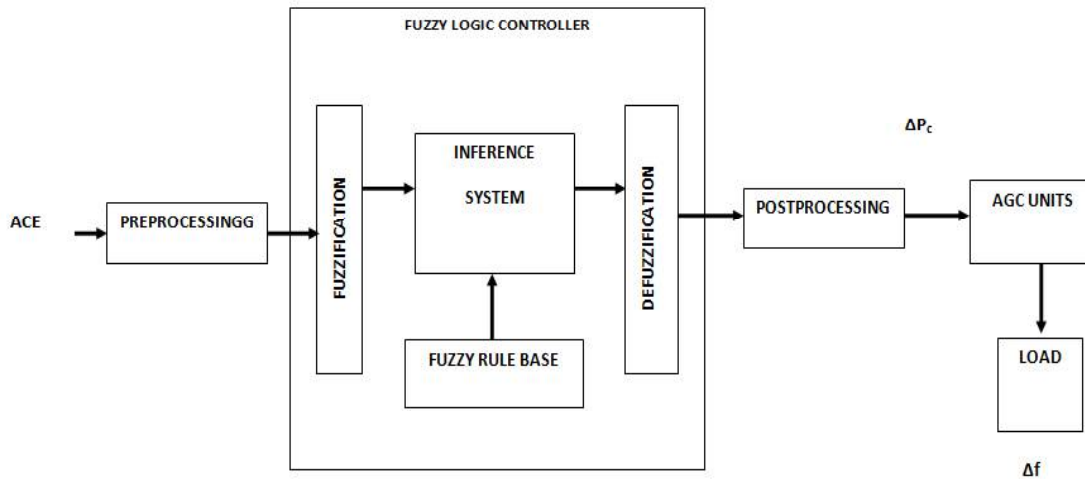 FUZZY LOGIC CONTROLLER
ACE
PREPROCESSINGG
FUZZIFICATION
INFERENCE
SYSTEM
FUZZY RULE BASE
DEFUZZIFICATION
POSTPROCESSING
ΔPc
AGC UNITS
LOAD
Δf